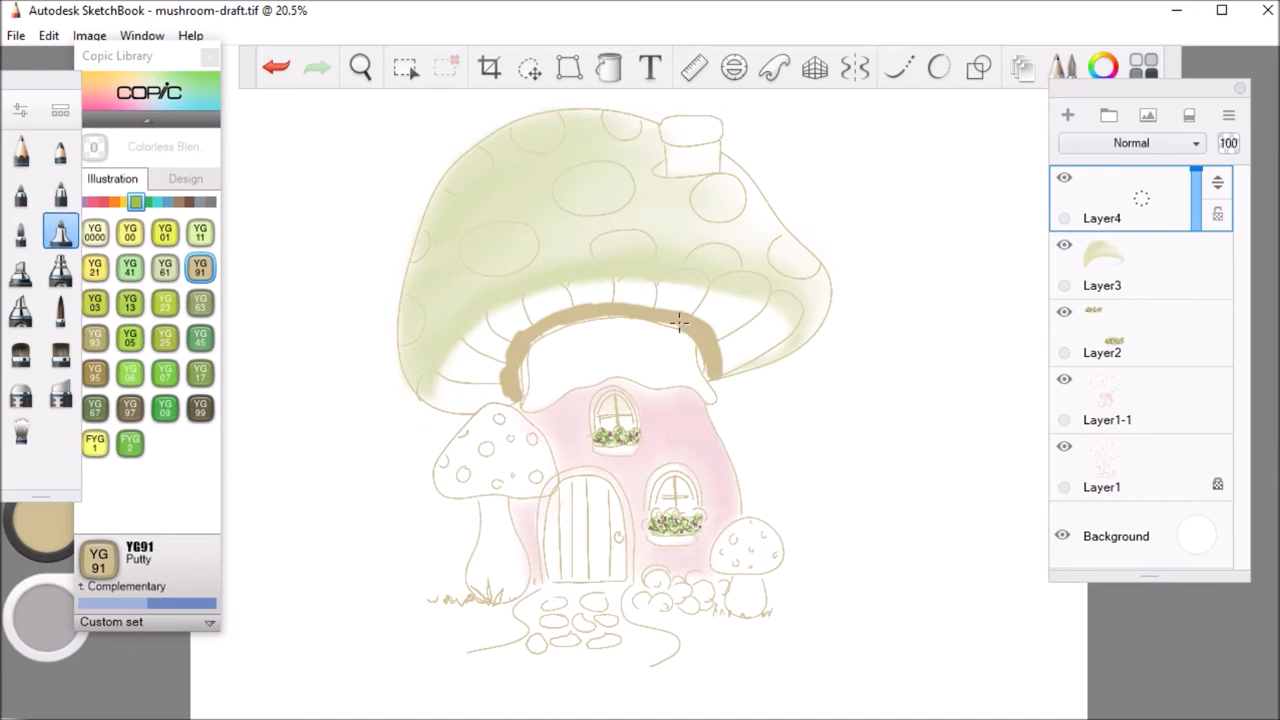 Autodesk SketchBook - mushroom-draft.tif @ 20.5%
File Edit Image Window Help
Copic Library
COPIC
0 Colorless Blen.
Illustration Design
YG 0000 YG 00 YG 01 YG 11
YG 21 YG 41 YG 61 YG 91
YG 03 YG 13 YG 23 YG 63
YG 93 YG 05 YG 25 YG 45
YG 95 YG 06 YG 07 YG 17
YG 67 YG 97 YG 09 YG 99
FYG 1 FYG 2
YG 91
YG91
Putty
Complementary
Custom set
T
Normal 100
Layer4
Layer3
Layer2
Layer1-1
Layer1
Background